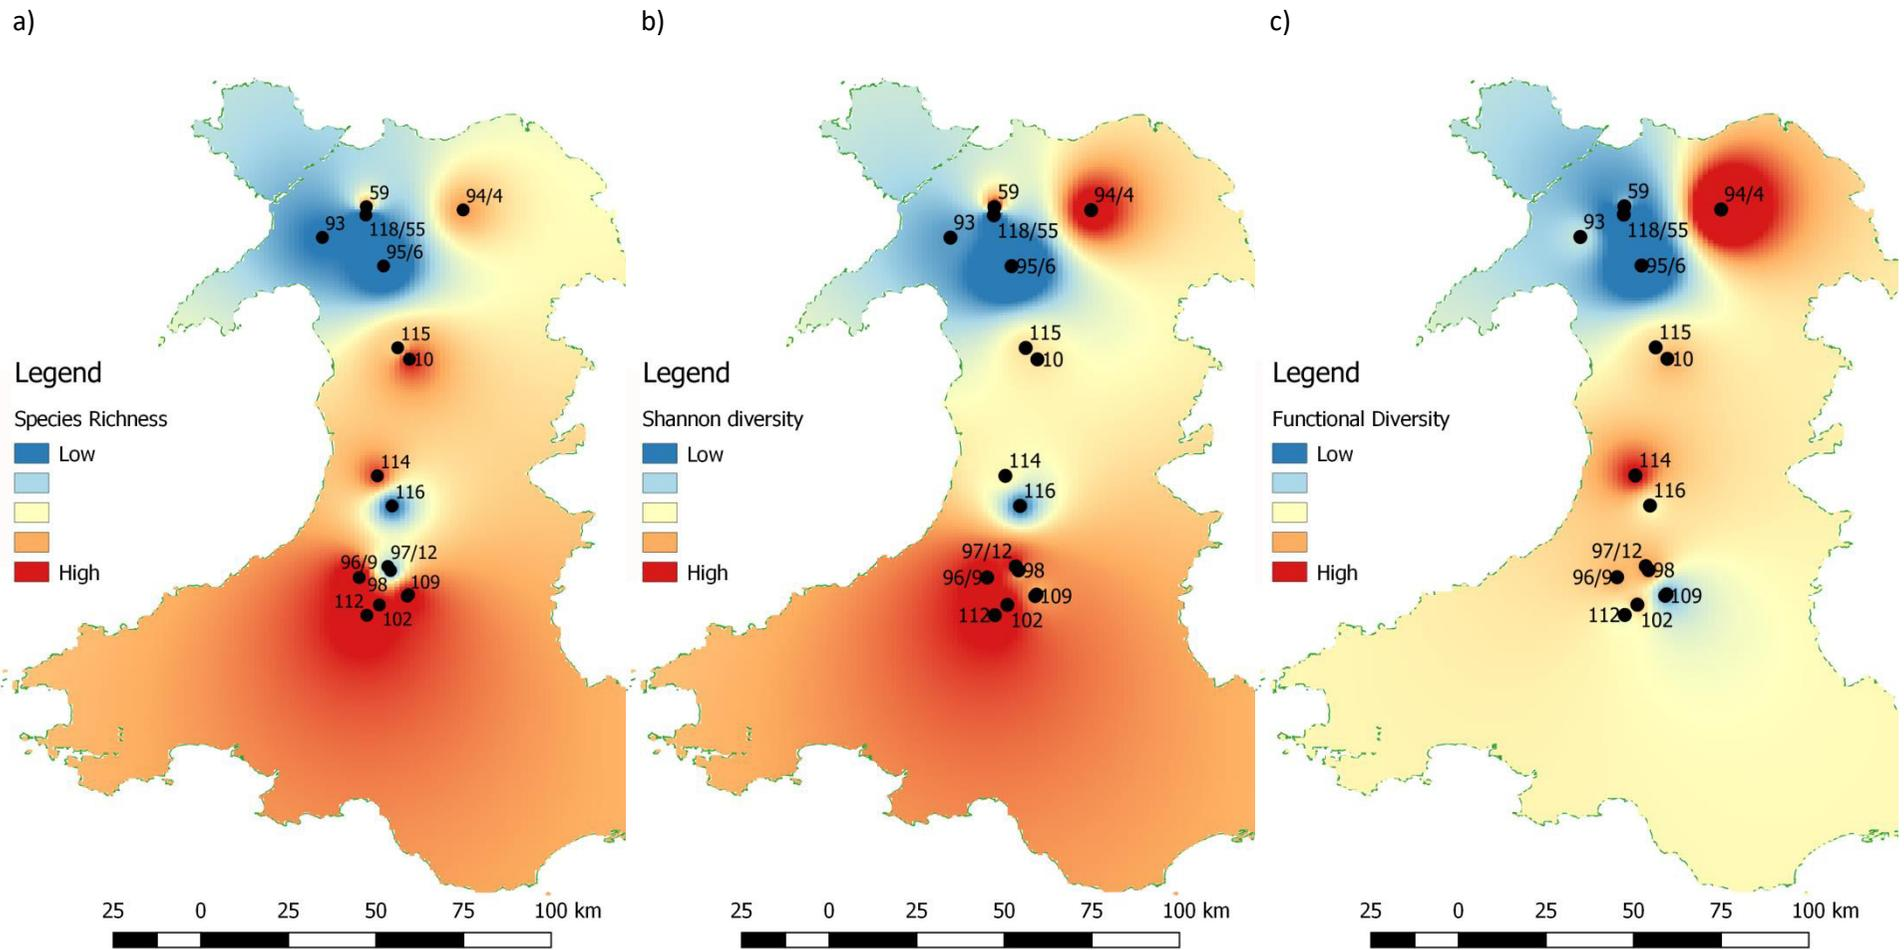 a)
59
94/4
93
118/55
95/6
115
10
Legend
Species Richness
Low
High
114
116
97/12
96/9
98
109
112
102
25 0 25 50 75 100 km
b)
59
94/4
93
118/55
95/6
115
10
Legend
Shannon diversity
Low
High
114
116
97/12
96/9
98
109
112
102
25 0 25 50 75 100 km
c)
59
94/4
93
118/55
95/6
115
10
Legend
Functional Diversity
Low
High
114
116
97/12
96/9
98
109
112
102
25 0 25 50 75 100 km